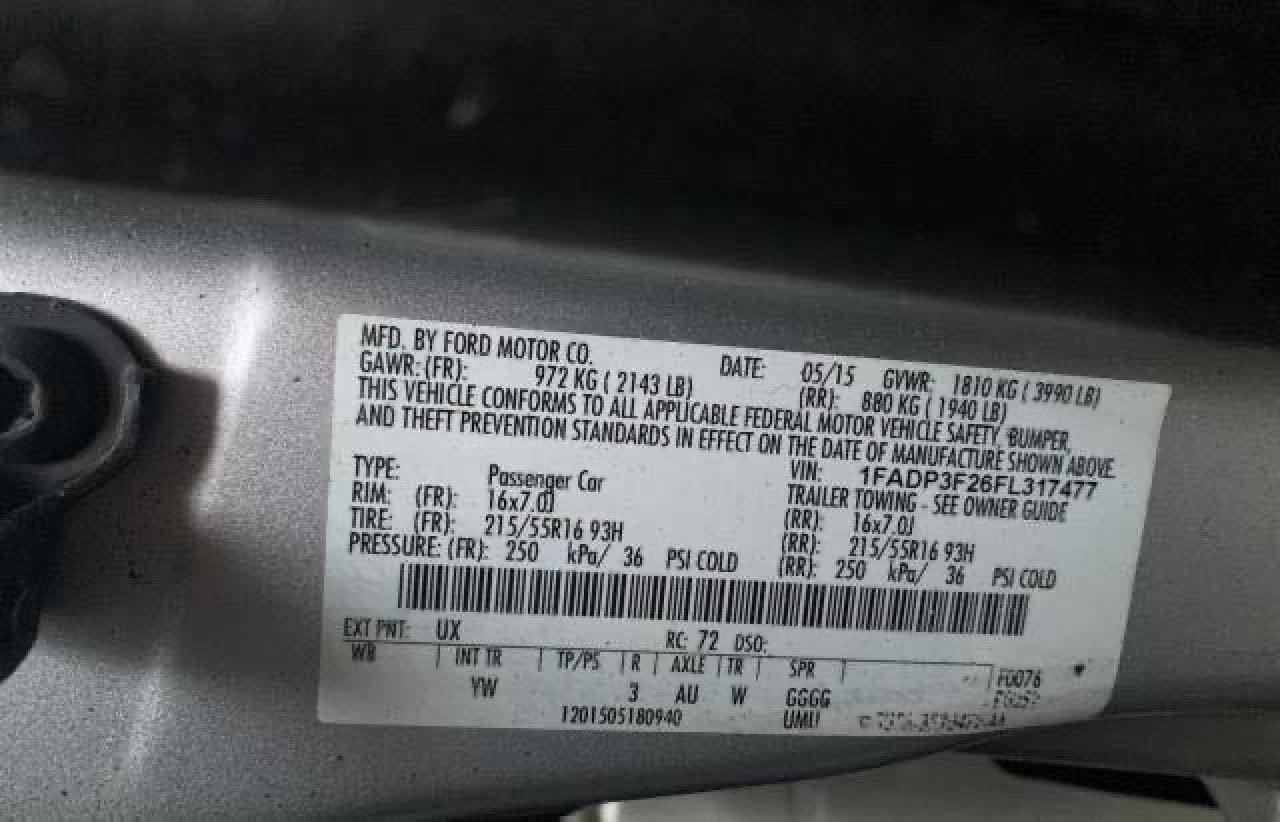 MFD. BY FORD MOTOR CO. DATE: 05/15 GVWR: 1810 KG ( 3990 LB)
GAWR: (FR): 972 KG ( 2143 LB) (RR): 880 KG ( 1940 LB)
THIS VEHICLE CONFORMS TO ALL APPLICABLE FEDERAL MOTOR VEHICLE SAFETY, BUMPER,
AND THEFT PREVENTION STANDARDS IN EFFECT ON THE DATE OF MANUFACTURE SHOWN ABOVE.
VIN: 1FADP3F26FL317477
TYPE: Passenger Car TRAILER TOWING - SEE OWNER GUIDE
RIM: (FR): 16x7.0J (RR): 16x7.0J
TIRE: (FR): 215/55R16 93H (RR): 215/55R16 93H
PRESSURE: (FR): 250 kPa/ 36 PSI COLD (RR): 250 kPa/ 36 PSI COLD
EXT PNT: UX RC: 72 DSO:
WB INT TR TP/PS R AXLE TR SPR F0076
YW 3 AU W GGGG
1201505180940 UMU